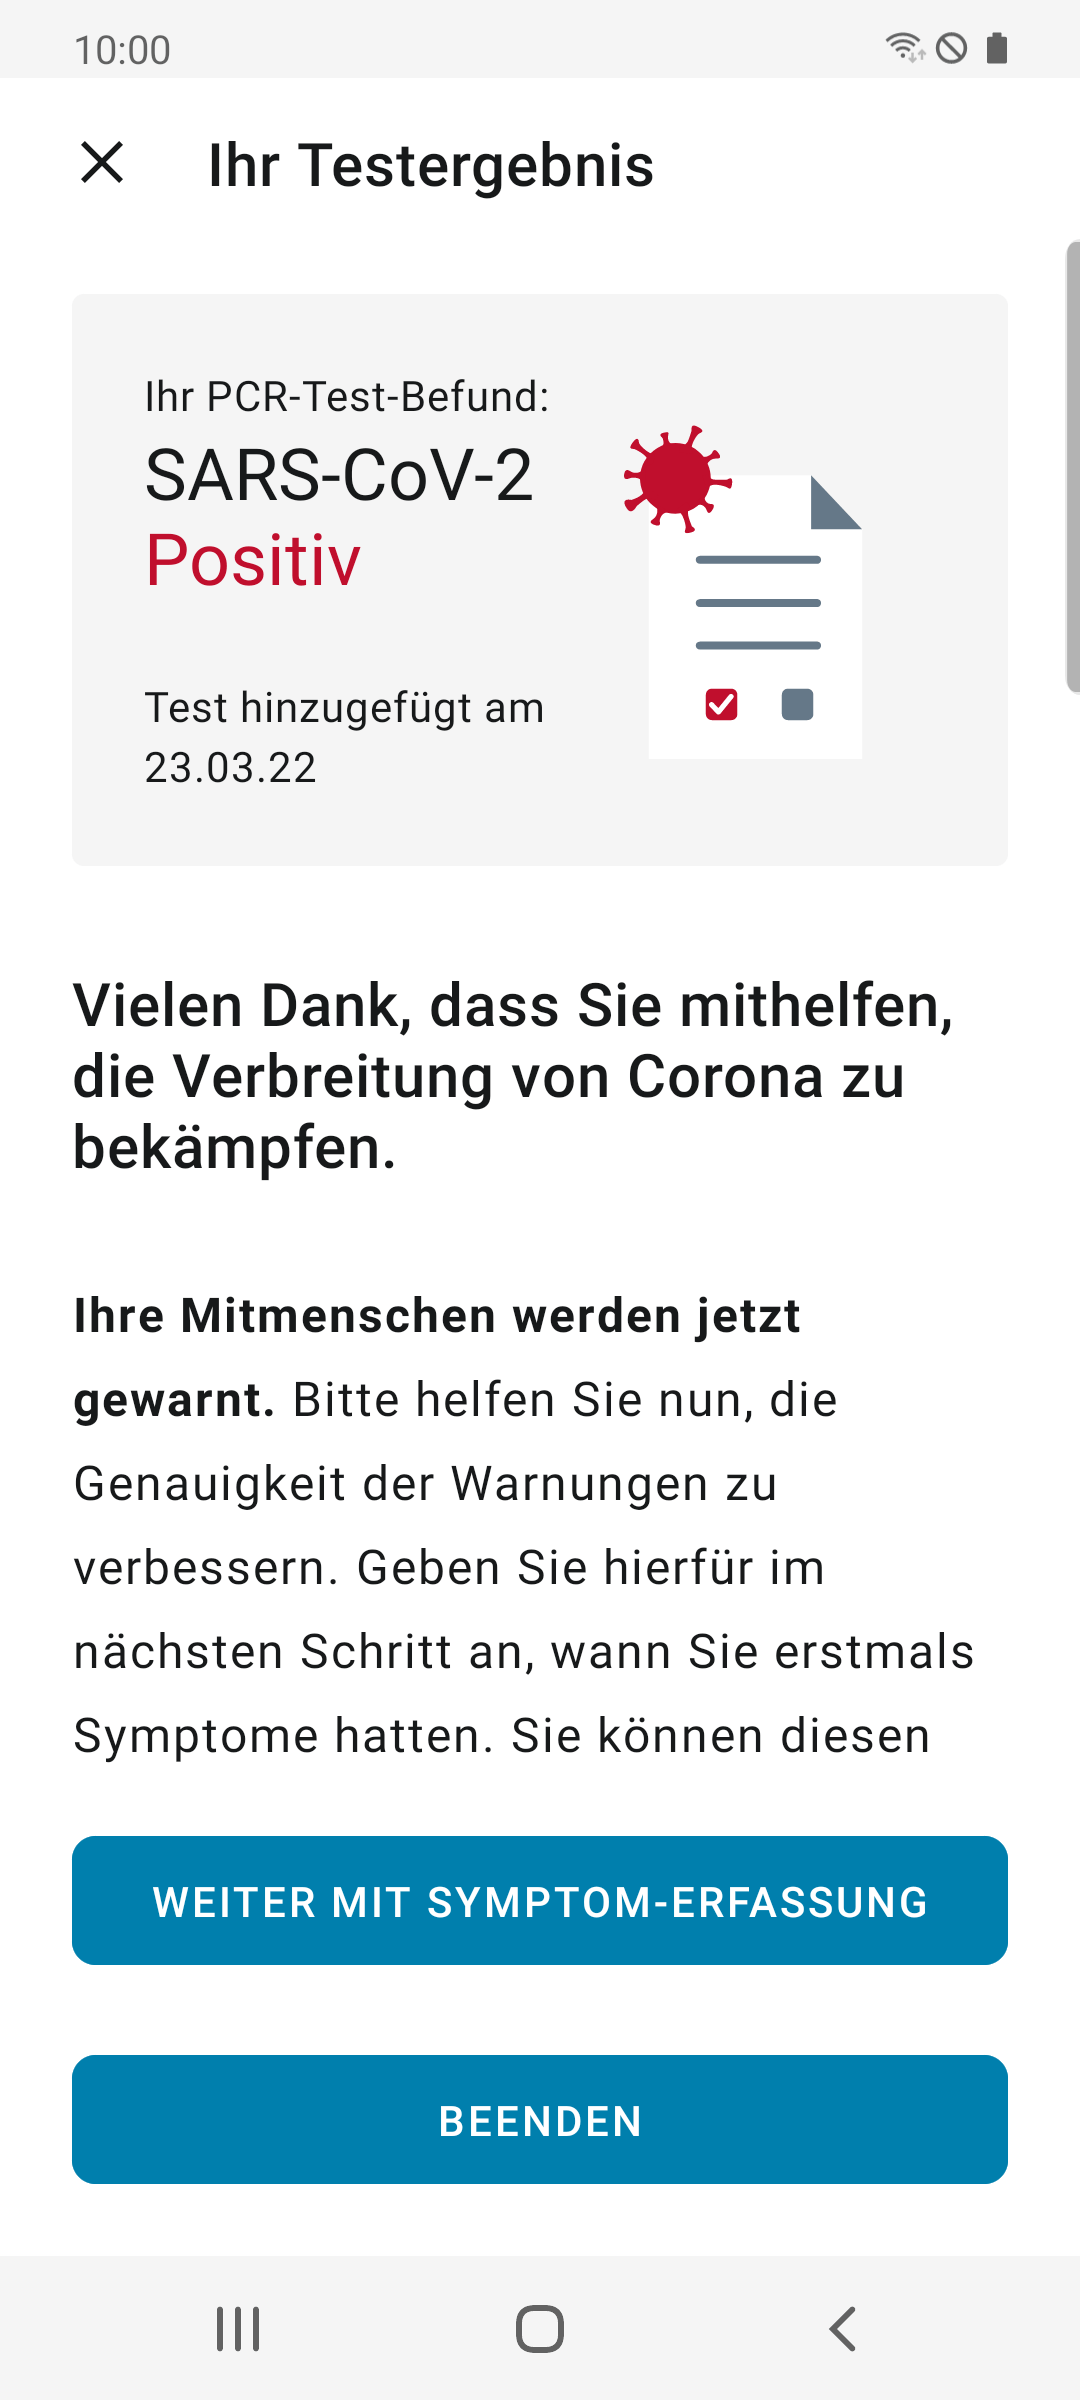 10:00
Ihr Testergebnis
Ihr PCR-Test-Befund:
SARS-CoV-2
Positiv
Test hinzugefügt am
23.03.22
Vielen Dank, dass Sie mithelfen,
die Verbreitung von Corona zu
bekämpfen.
Ihre Mitmenschen werden jetzt
gewarnt. Bitte helfen Sie nun, die
Genauigkeit der Warnungen zu
verbessern. Geben Sie hierfür im
nächsten Schritt an, wann Sie erstmals
Symptome hatten. Sie können diesen
WEITER MIT SYMPTOM-ERFASSUNG
BEENDEN